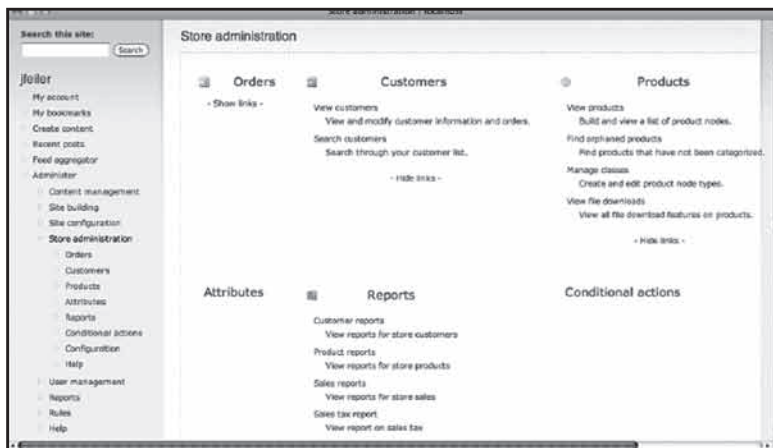 Store administration | localhost
Search this site:
Search
jfeiler
My account
My bookmarks
Create content
Recent posts
Feed aggregator
Administer
Content management
Site building
Site configuration
Store administration
Orders
Customers
Products
Attributes
Reports
Conditional actions
Configuration
Help
User management
Reports
Rules
Help
Store administration
Orders
- Show links -
Customers
View customers
View and modify customer information and orders.
Search customers
Search through your customer list.
- Hide links -
Products
View products
Build and view a list of product nodes.
Find orphaned products
Find products that have not been categorized.
Manage classes
Create and edit product node types.
View file downloads
View all file download features on products.
- Hide links -
Attributes
Reports
Customer reports
View reports for store customers
Product reports
View reports for store products
Sales reports
View reports for store sales
Sales tax report
View report on sales tax
Conditional actions